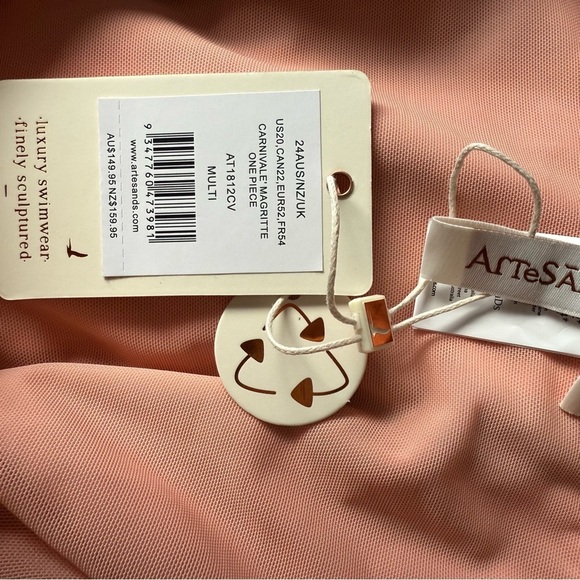 ·luxury swimwear·
·finely sculptured·
24AUS/NZ/UK
US20,CAN22,EUR52,FR54
CARNIVALE' MAGRITTE
ONE PIECE
AT1812CV
MULTI
9 347760 473981
www.artesands.com
AU$149.95 NZ$159.95
ARTeSA